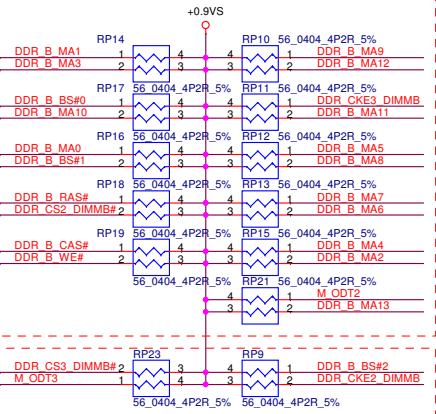 +0.9VS
RP14 RP10 56_0404_4P2R_5%
DDR_B_MA1 1 4 4 1 DDR_B_MA9
DDR_B_MA3 2 3 3 2 DDR_B_MA12
RP17 56_0404_4P2R_5% RP11 56_0404_4P2R_5%
DDR_B_BS#0 1 4 4 1 DDR_CKE3_DIMMB
DDR_B_MA10 2 3 3 2 DDR_B_MA11
RP16 56_0404_4P2R_5% RP12 56_0404_4P2R_5%
DDR_B_MA0 1 4 4 1 DDR_B_MA5
DDR_B_BS#1 2 3 3 2 DDR_B_MA8
RP18 56_0404_4P2R_5% RP13 56_0404_4P2R_5%
DDR_B_RAS# 1 4 4 1 DDR_B_MA7
DDR_CS2_DIMMB# 2 3 3 2 DDR_B_MA6
RP19 56_0404_4P2R_5% RP15 56_0404_4P2R_5%
DDR_B_CAS# 1 4 4 1 DDR_B_MA4
DDR_B_WE# 2 3 3 2 DDR_B_MA2
56_0404_4P2R_5% RP21 56_0404_4P2R_5%
4 1 M_ODT2
3 2 DDR_B_MA13
RP23 RP9
DDR_CS3_DIMMB# 2 3 4 1 DDR_B_BS#2
M_ODT3 1 4 3 2 DDR_CKE2_DIMMB
56_0404_4P2R_5% 56_0404_4P2R_5%